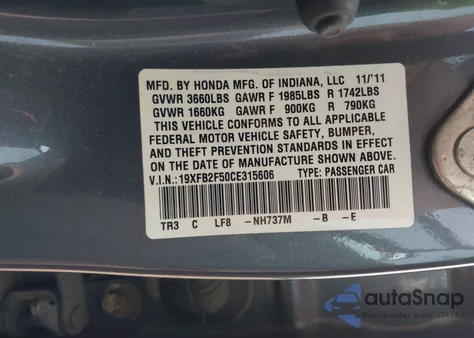 MFD. BY HONDA MFG. OF INDIANA, LLC 11/'11
GVWR 3660LBS GAWR F 1985LBS R 1742LBS
GVWR 1660KG GAWR F 900KG R 790KG
THIS VEHICLE CONFORMS TO ALL APPLICABLE
FEDERAL MOTOR VEHICLE SAFETY, BUMPER,
AND THEFT PREVENTION STANDARDS IN EFFECT
ON THE DATE OF MANUFACTURE SHOWN ABOVE.
V.I.N.:19XFB2F50CE315606 TYPE: PASSENGER CAR
TR3 C LF8 -NH737M -B -E
autoSnap